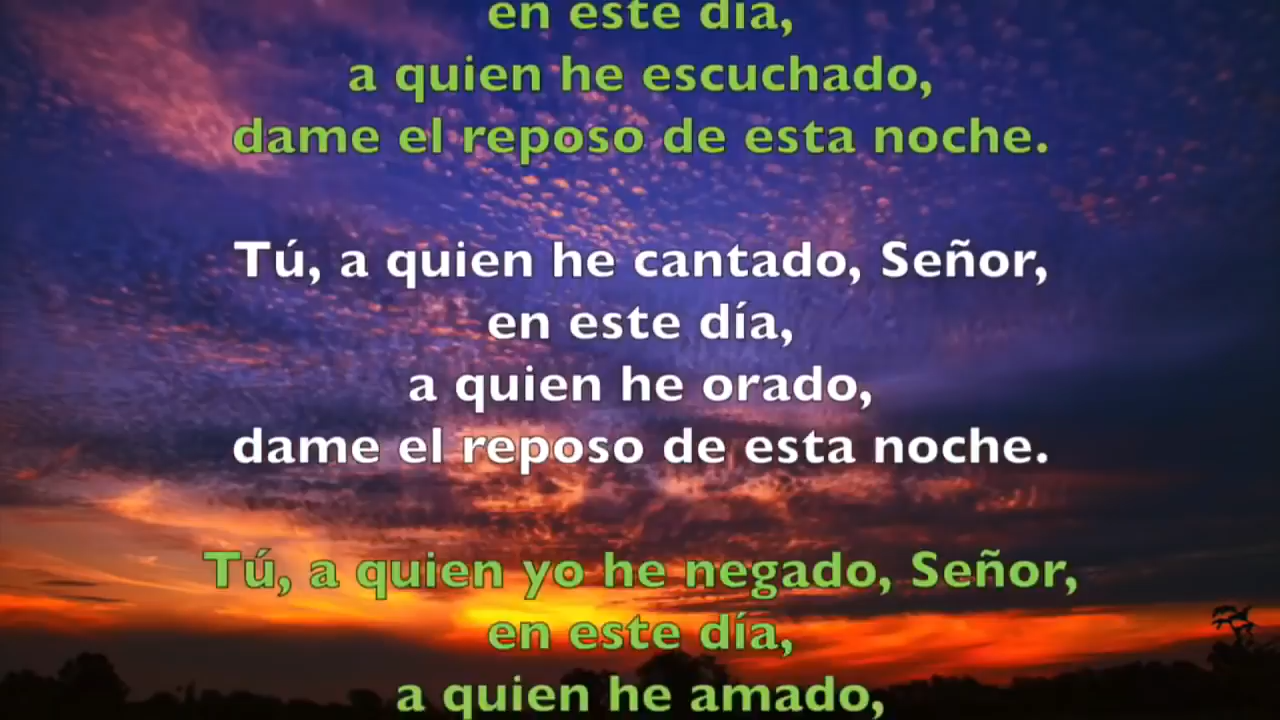 en este día,
a quien he escuchado,
dame el reposo de esta noche.
Tú, a quien he cantado, Señor,
en este día,
a quien he orado,
dame el reposo de esta noche.
Tú, a quien yo he negado, Señor,
en este día,
a quien he amado,